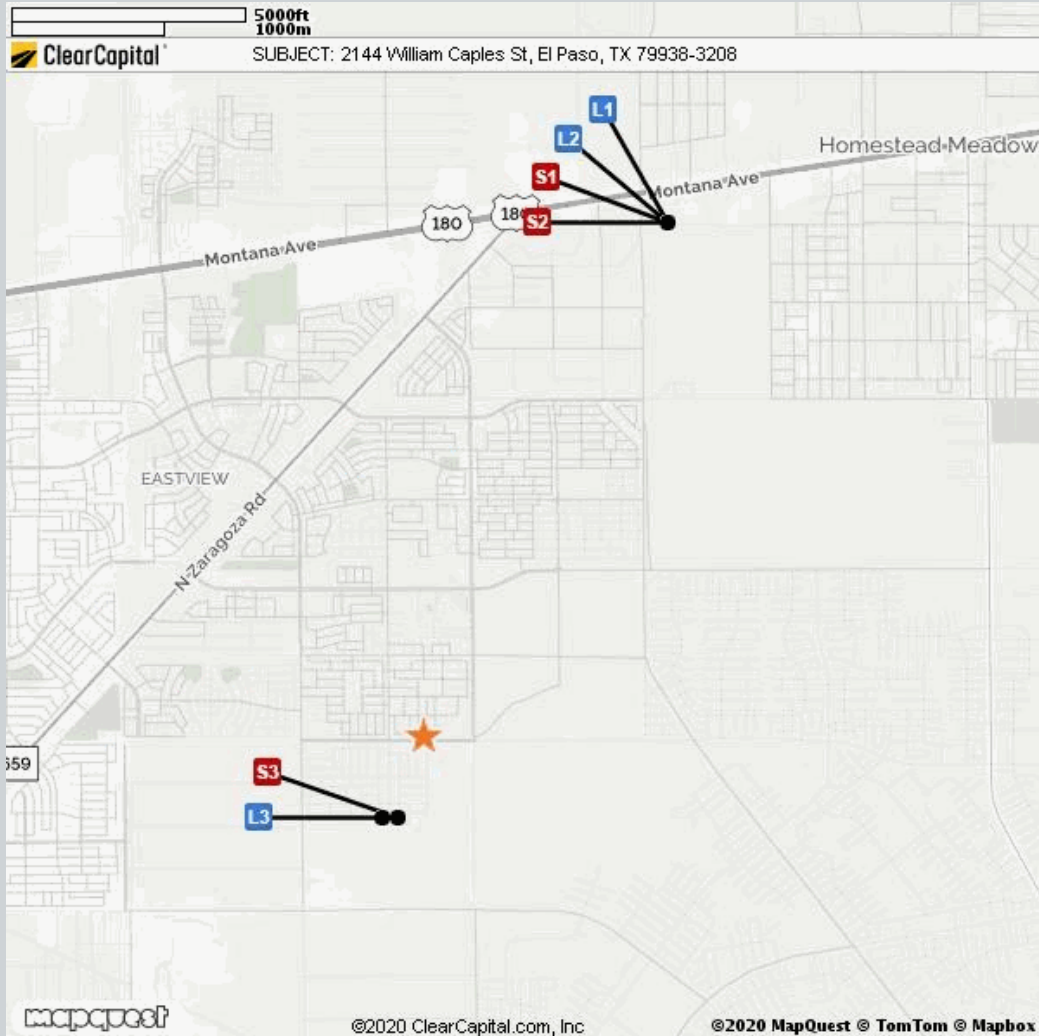 5000ft
1000m
ClearCapital
SUBJECT: 2144 William Caples St, El Paso, TX 79938-3208
L1
L2
Homestead Meadow
S1
Montana Ave
180
180
S2
Montana Ave
EASTVIEW
N Zaragoza Rd
659
S3
L3
mapquest
©2020 ClearCapital.com, Inc
©2020 MapQuest © TomTom © Mapbox